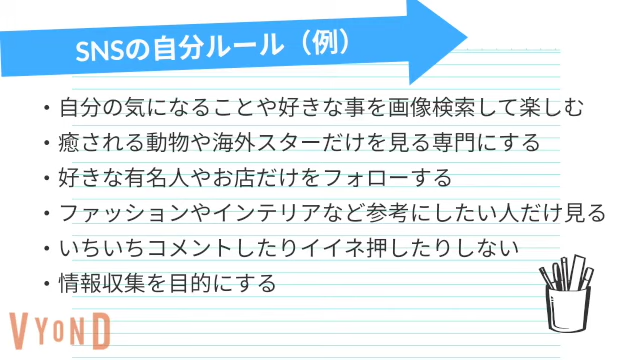 SNSの自分ルール（例）
・自分の気になることや好きな事を画像検索して楽しむ
・癒される動物や海外スターだけを見る専門にする
・好きな有名人やお店だけをフォローする
・ファッションやインテリアなど参考にしたい人だけ見る
・いちいちコメントしたりイイネ押したりしない
・情報収集を目的にする
VYOND